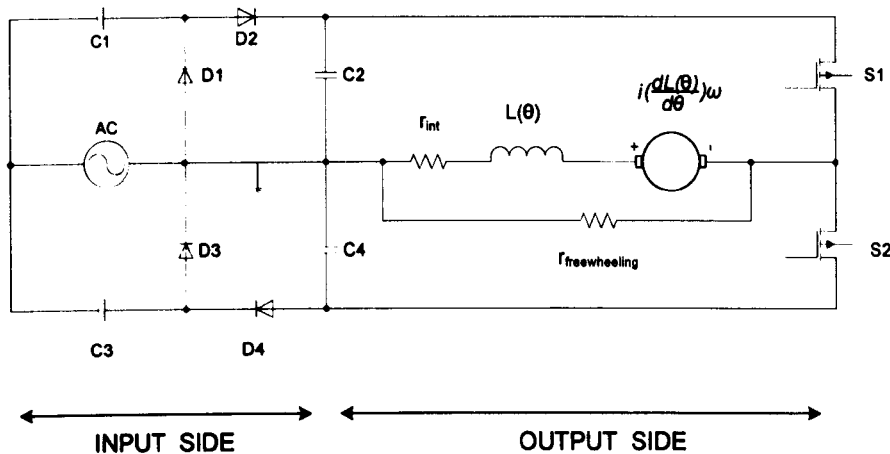 C1
D2
D1
C2
S1
i(dL(θ)/dθ)ω
L(θ)
r_int
AC
+
-
D3
C4
r_freewheeling
S2
C3
D4
INPUT SIDE
OUTPUT SIDE